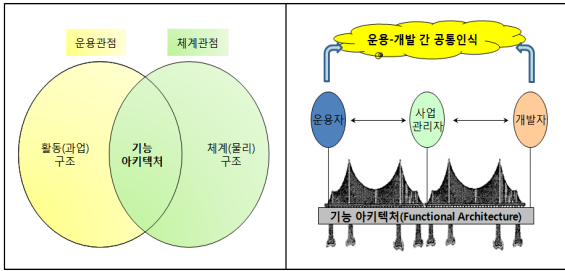 운용관점
체계관점
활동(과업)
구조
기능
아키텍처
체계(물리)
구조
운용-개발 간 공통인식
운용자
사업
관리자
개발자
기능 아키텍처(Functional Architecture)